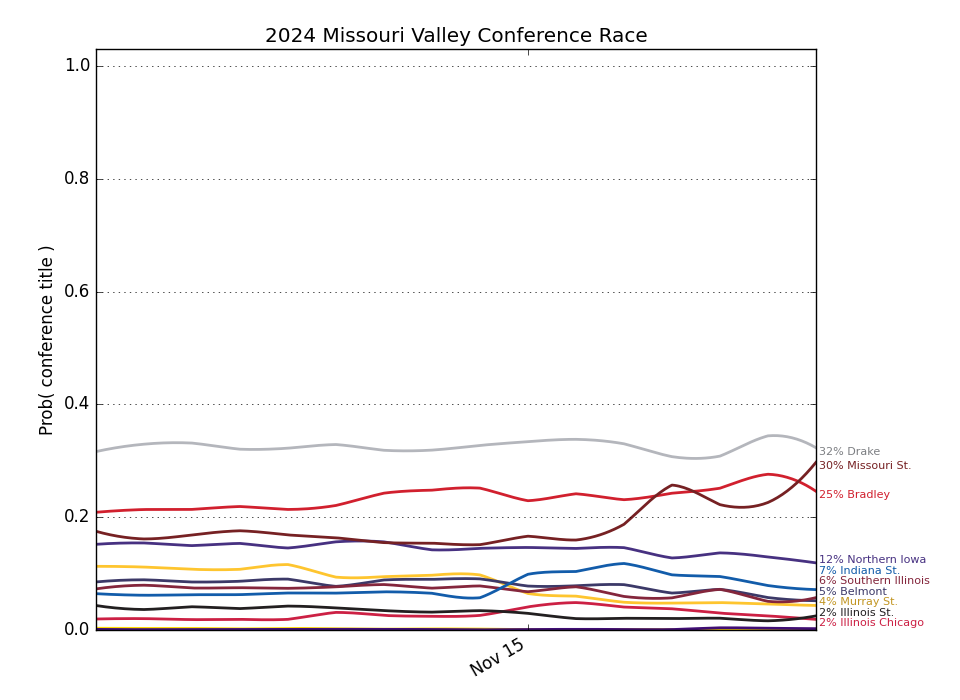 2024 Missouri Valley Conference Race
Prob( conference title )
1.0
0.8
0.6
0.4
0.2
0.0
32% Drake
30% Missouri St.
25% Bradley
12% Northern Iowa
7% Indiana St.
6% Southern Illinois
5% Belmont
4% Murray St.
2% Illinois St.
2% Illinois Chicago
Nov 15